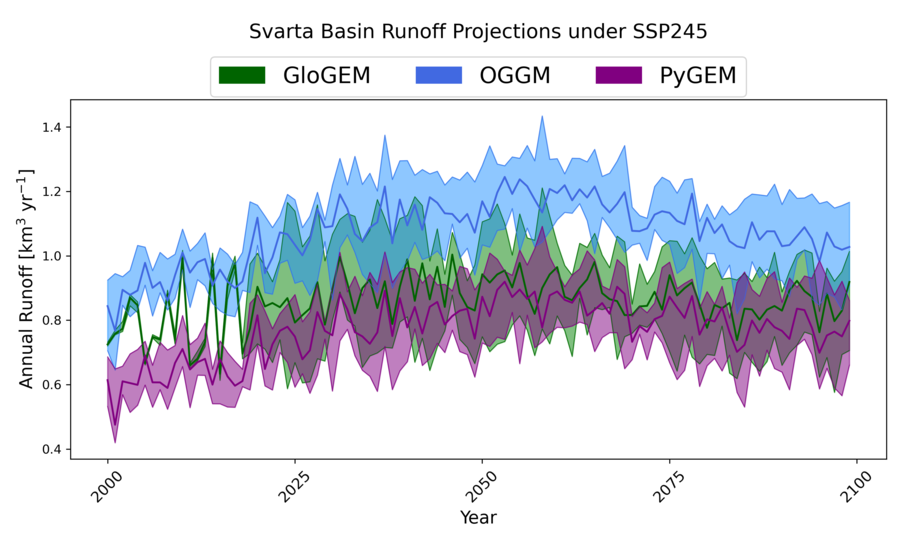 Svarta Basin Runoff Projections under SSP245
GloGEM OGGM PyGEM
Annual Runoff [km³ yr⁻¹]
1.4
1.2
1.0
0.8
0.6
0.4
2000 2025 2050 2075 2100
Year